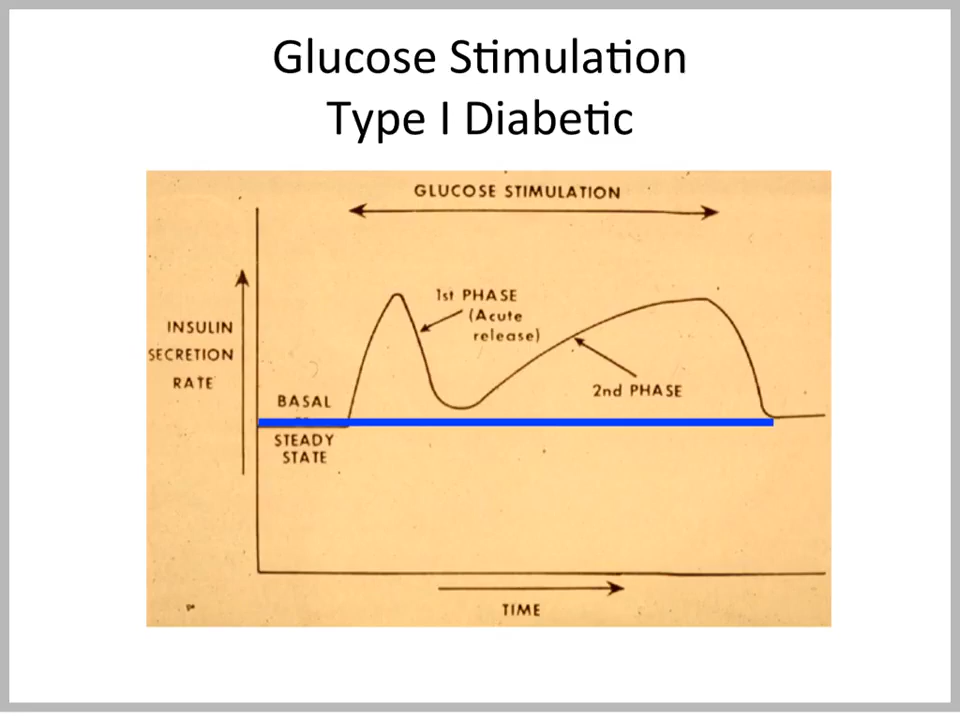 Glucose Stimulation
Type I Diabetic
GLUCOSE STIMULATION
1st PHASE
(Acute
release)
INSULIN
SECRETION
RATE
2nd PHASE
BASAL
STEADY
STATE
TIME